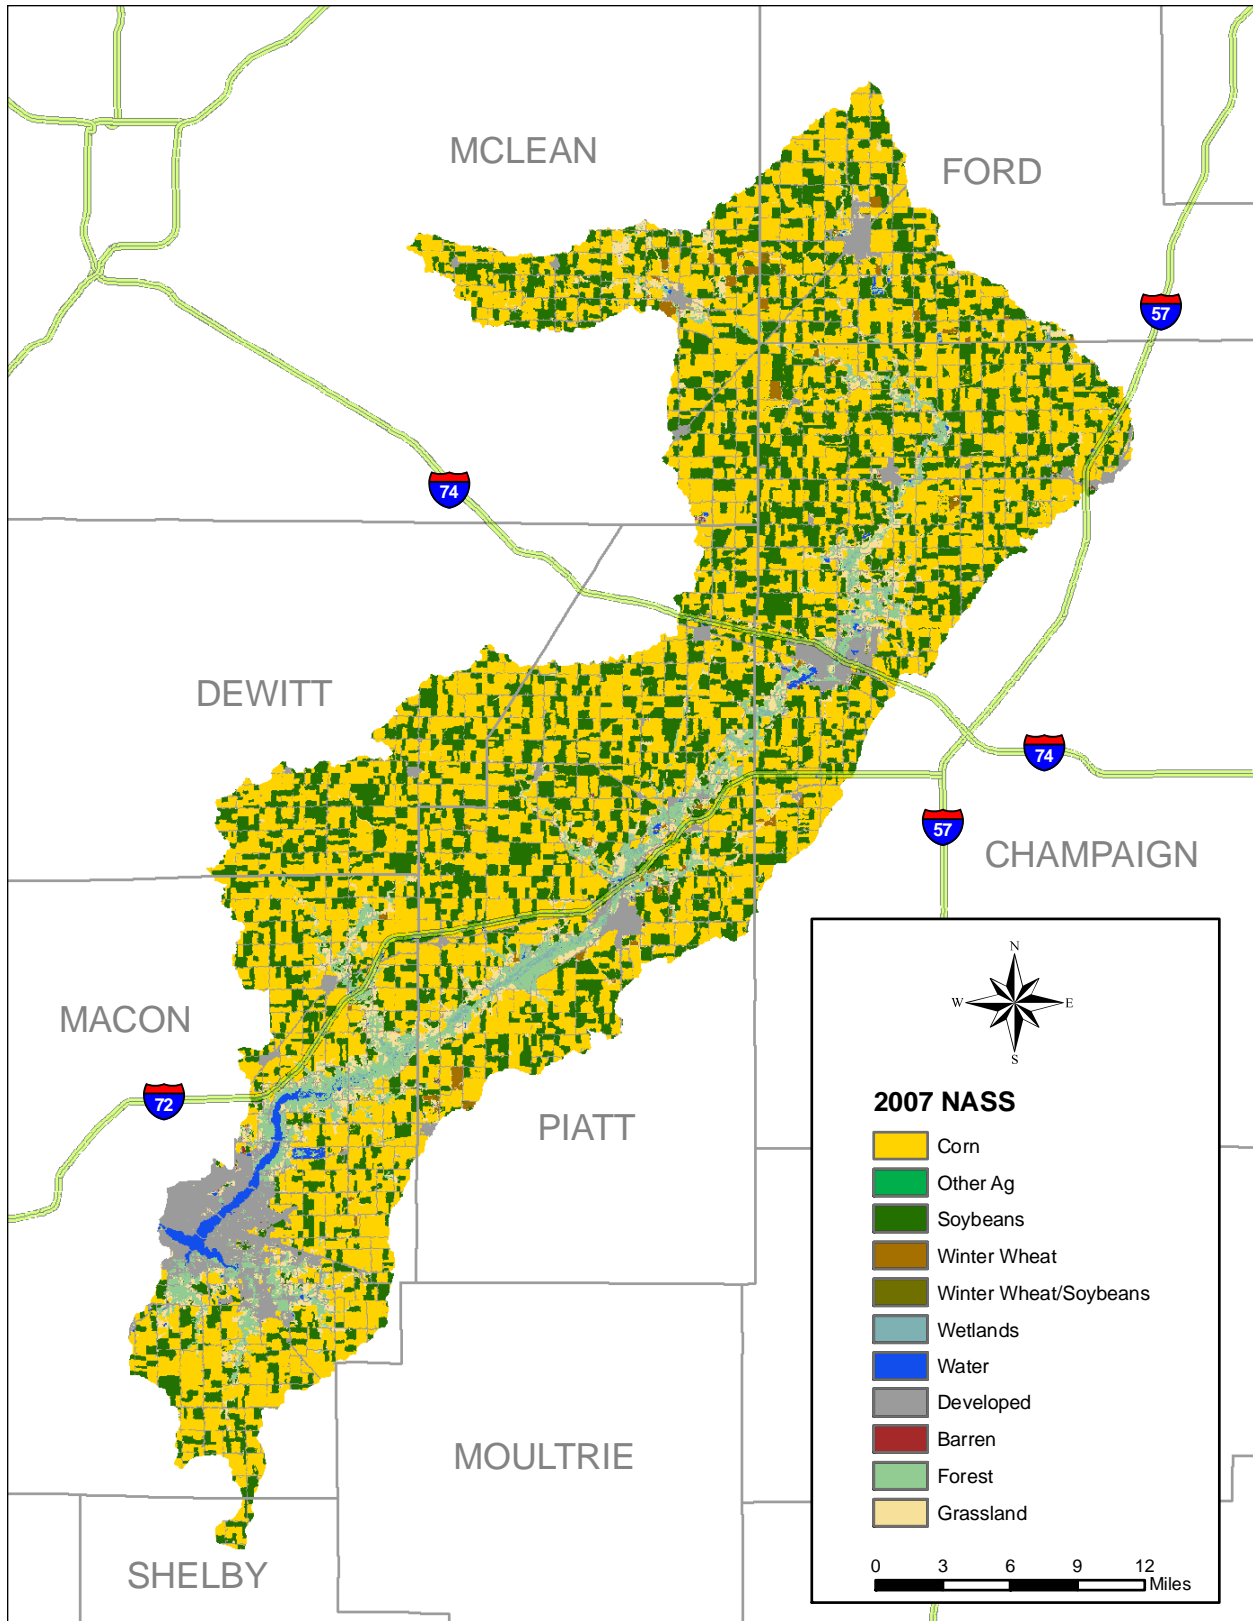 MCLEAN
FORD
57
74
DEWITT
74
57
CHAMPAIGN
MACON
72
PIATT
MOULTRIE
SHELBY
N
W
E
S
2007 NASS
Corn
Other Ag
Soybeans
Winter Wheat
Winter Wheat/Soybeans
Wetlands
Water
Developed
Barren
Forest
Grassland
0 3 6 9 12
Miles